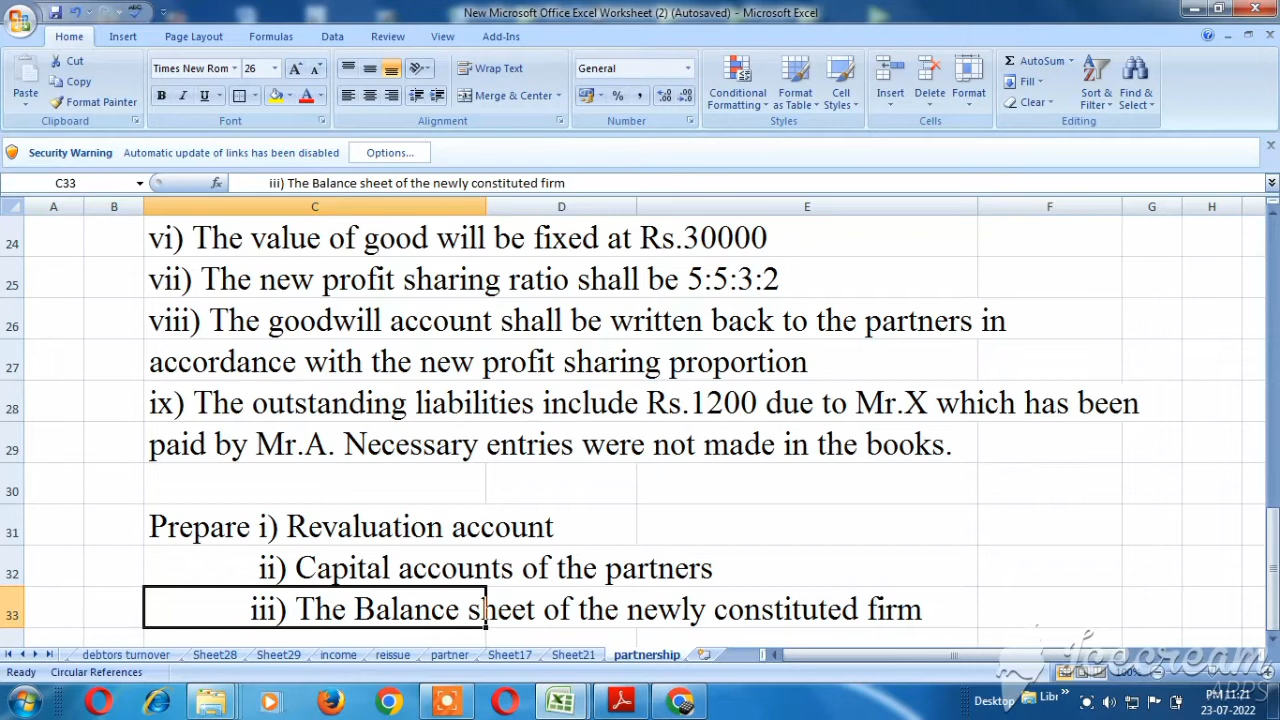 New Microsoft Office Excel Worksheet (2) (Autosaved) - Microsoft Excel
Home Insert Page Layout Formulas Data Review View Add-Ins
Paste Cut Copy Format Painter Clipboard
Times New Rom 26 B I U A Font
Wrap Text Merge & Center Alignment
General % , Number
Conditional Formatting Format as Table Cell Styles Styles
Insert Delete Format Cells
Σ AutoSum Fill Clear Sort & Filter Find & Select Editing
Security Warning Automatic update of links has been disabled Options...
C33 fx iii) The Balance sheet of the newly constituted firm
A B C D E F G H
24 vi) The value of good will be fixed at Rs.30000
25 vii) The new profit sharing ratio shall be 5:5:3:2
26 viii) The goodwill account shall be written back to the partners in
27 accordance with the new profit sharing proportion
28 ix) The outstanding liabilities include Rs.1200 due to Mr.X which has been
29 paid by Mr.A. Necessary entries were not made in the books.
30
31 Prepare i) Revaluation account
32 ii) Capital accounts of the partners
33 iii) The Balance sheet of the newly constituted firm
debtors turnover Sheet28 Sheet29 income reissue partner Sheet17 Sheet21 partnership
Ready Circular References 100%
Icecream
APPS
Desktop Libr » PM 11:21
23-07-2022